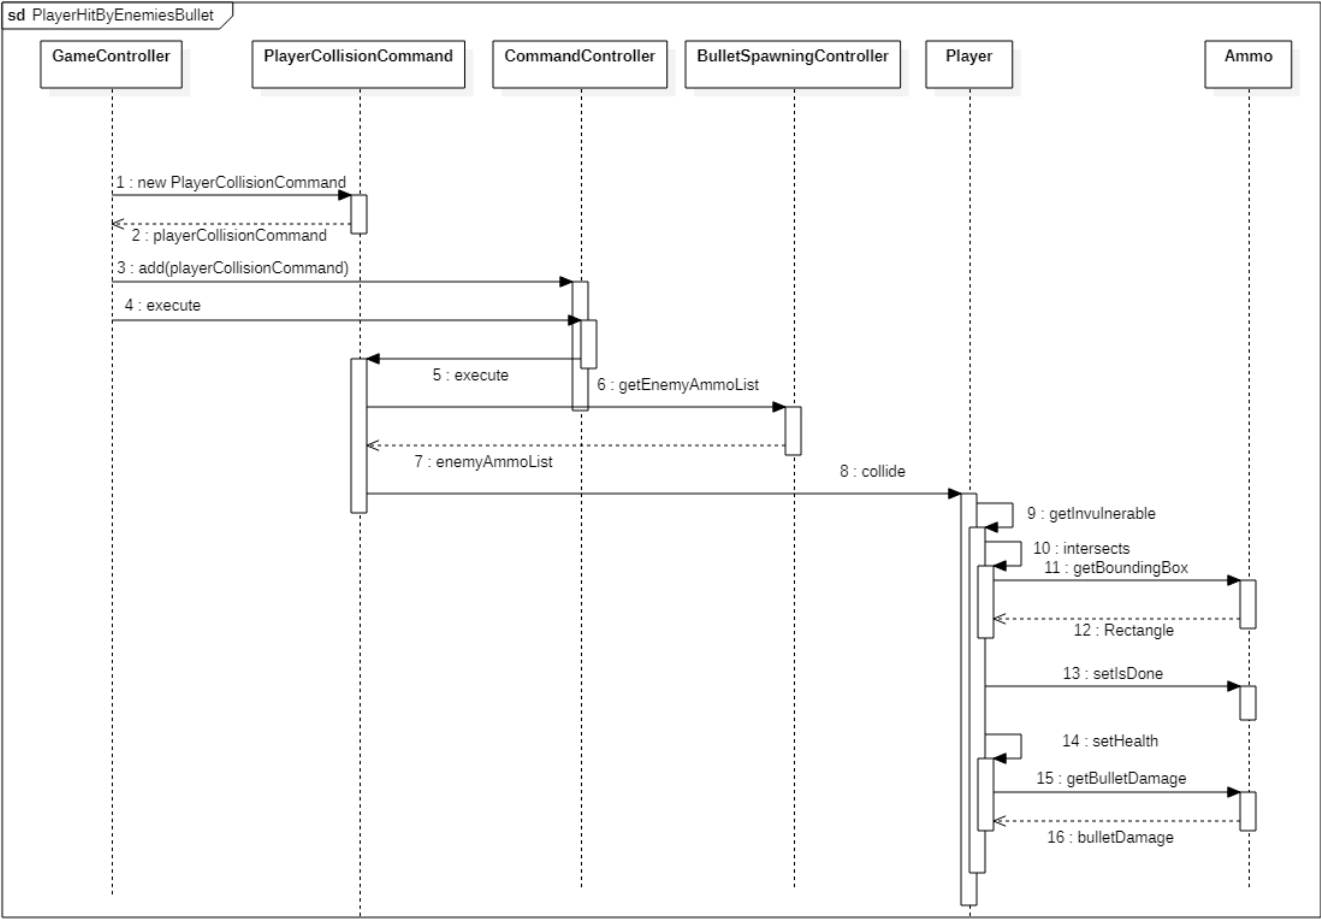 sd PlayerHitByEnemiesBullet
GameController
PlayerCollisionCommand
CommandController
BulletSpawningController
Player
Ammo
1 : new PlayerCollisionCommand
2 : playerCollisionCommand
3 : add(playerCollisionCommand)
4 : execute
5 : execute
6 : getEnemyAmmoList
7 : enemyAmmoList
8 : collide
9 : getInvulnerable
10 : intersects
11 : getBoundingBox
12 : Rectangle
13 : setIsDone
14 : setHealth
15 : getBulletDamage
16 : bulletDamage